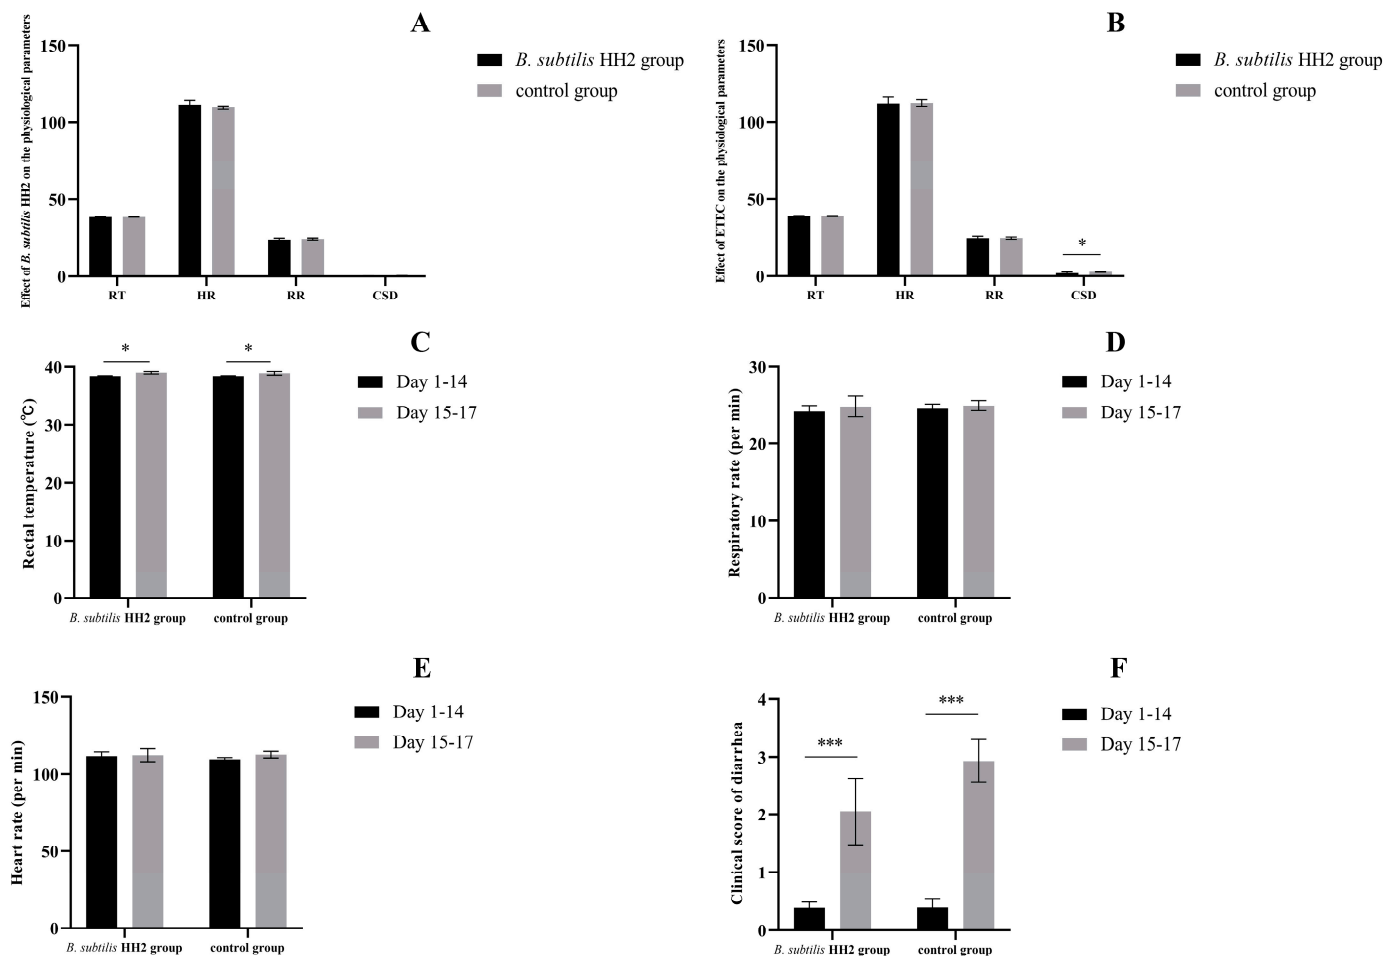 A
Effect of B. subtilis HH2 on the physiological parameters
150
100
50
0
RT HR RR CSD
B. subtilis HH2 group
control group
B
Effect of ETEC on the physiological parameters
150
100
50
0
*
RT HR RR CSD
B. subtilis HH2 group
control group
C
Rectal temperature (℃)
40
30
20
10
0
* *
B. subtilis HH2 group control group
Day 1-14
Day 15-17
D
Respiratory rate (per min)
30
20
10
0
B. subtilis HH2 group control group
Day 1-14
Day 15-17
E
Heart rate (per min)
150
100
50
0
B. subtilis HH2 group control group
Day 1-14
Day 15-17
F
Clinical score of diarrhea
4
3
2
1
0
*** ***
B. subtilis HH2 group control group
Day 1-14
Day 15-17